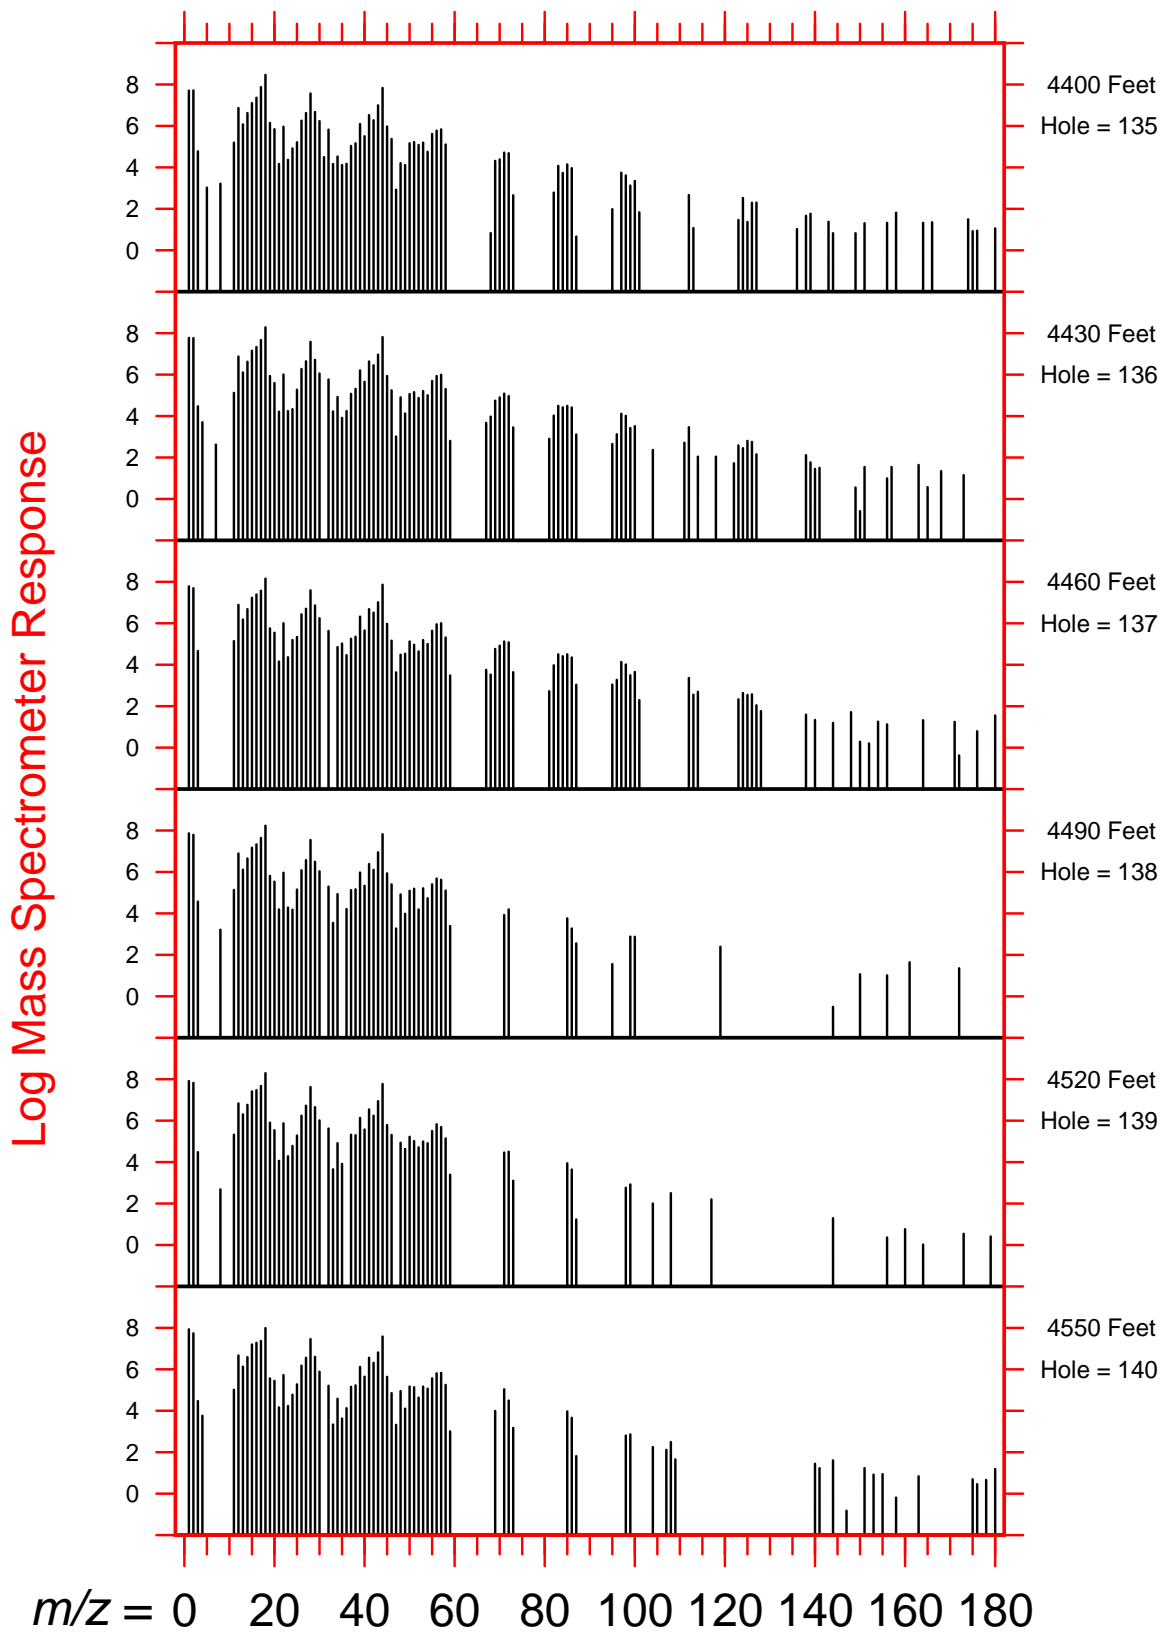 Log Mass Spectrometer Response
8
6
4
2
0
4400 Feet
Hole = 135
8
6
4
2
0
4430 Feet
Hole = 136
8
6
4
2
0
4460 Feet
Hole = 137
8
6
4
2
0
4490 Feet
Hole = 138
8
6
4
2
0
4520 Feet
Hole = 139
8
6
4
2
0
4550 Feet
Hole = 140
m/z = 0 20 40 60 80 100 120 140 160 180